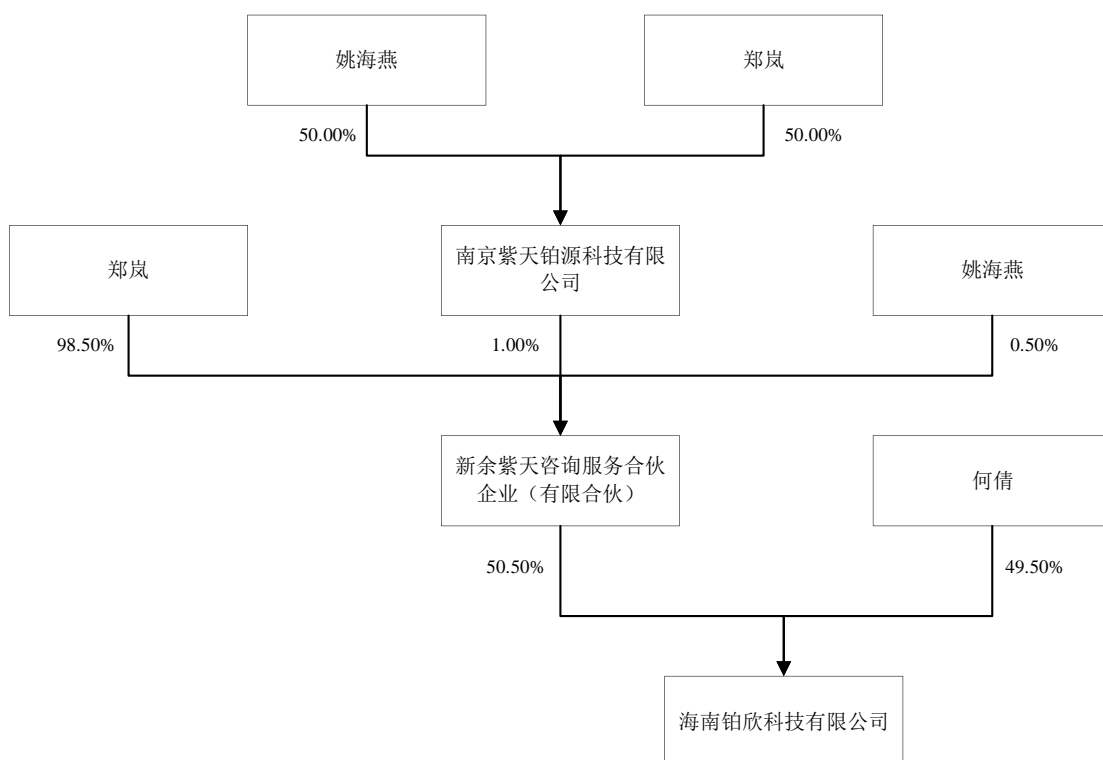 姚海燕
郑岚
50.00%
50.00%
郑岚
南京紫天铂源科技有限
公司
姚海燕
98.50%
1.00%
0.50%
新余紫天咨询服务合伙
企业（有限合伙）
何倩
50.50%
49.50%
海南铂欣科技有限公司